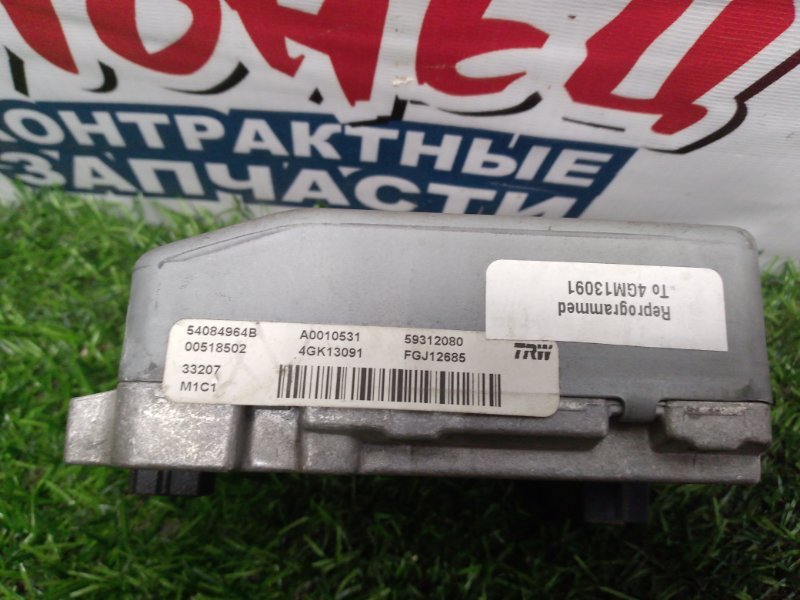 КОНТРАКТНЫЕ
ЗАПЧАСТИ
Reprogrammed
To 4GM13091
54084964B A0010531 59312080
00518502 4GK13091 FGJ12685
TRW
33207
M1C1